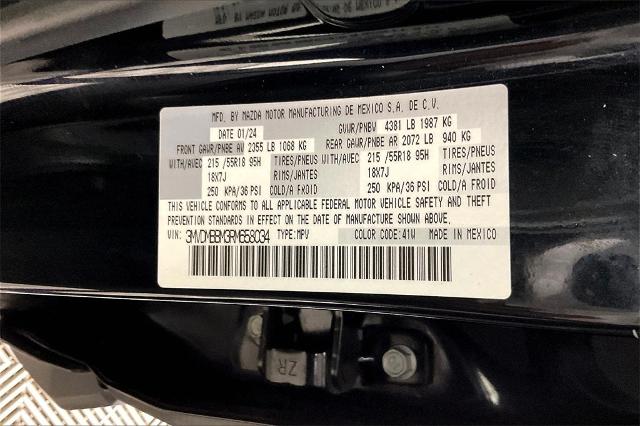 MFD. BY MAZDA MOTOR MANUFACTURING DE MEXICO S.A. DE C.V.
DATE 01/24 GVWR/PNBV 4381 LB 1987 KG
FRONT GAWR/PNBE AV 2355 LB 1068 KG REAR GAWR/PNBE AR 2072 LB 940 KG
WITH/AVEC 215 /55R18 95H TIRES/PNEUS WITH/AVEC 215 /55R18 95H TIRES/PNEUS
18X7J RIMS/JANTES 18X7J RIMS/JANTES
250 KPA/36 PSI COLD/A FROID 250 KPA/36 PSI COLD/A FROID
THIS VEHICLE CONFORMS TO ALL APPLICABLE FEDERAL MOTOR VEHICLE SAFETY AND THEFT
PREVENTION STANDARDS IN EFFECT ON THE DATE OF MANUFACTURE SHOWN ABOVE.
VIN: 3MVDMBBM3RM658034 TYPE:MPV COLOR CODE:41W MADE IN MEXICO
ZR